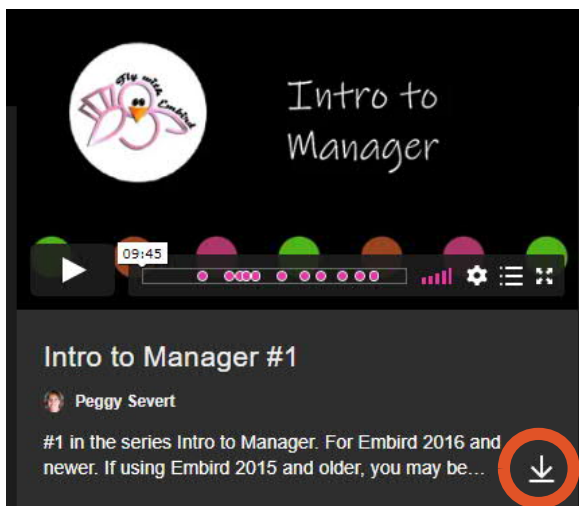 Fly with Embird
Intro to
Manager
09:45
Intro to Manager #1
Peggy Severt
#1 in the series Intro to Manager. For Embird 2016 and
newer. If using Embird 2015 and older, you may be...